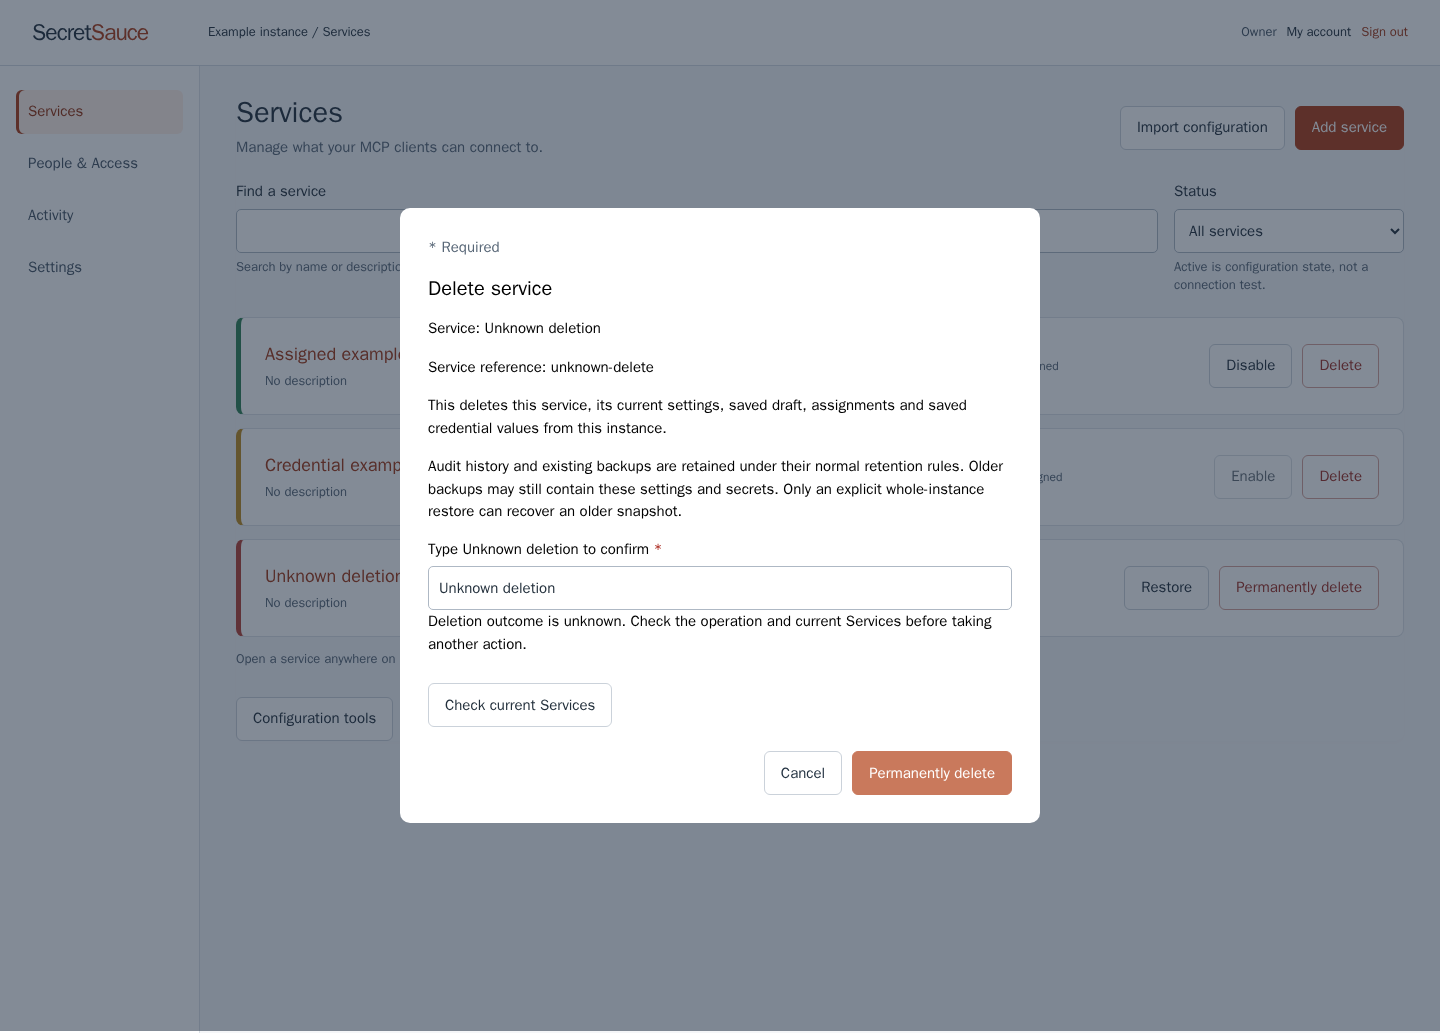 SecretSauce
Example instance / Services
Owner My account Sign out
Services
People & Access
Activity
Settings
Services
Manage what your MCP clients can connect to.
Import configuration
Add service
Find a service
Search by name or descriptio
Status
All services
Active is configuration state, not a
connection test.
Assigned example
No description
ned
Disable
Delete
Credential examp
No description
gned
Enable
Delete
Unknown deletion
No description
Restore
Permanently delete
Open a service anywhere on
Configuration tools
* Required
Delete service
Service: Unknown deletion
Service reference: unknown-delete
This deletes this service, its current settings, saved draft, assignments and saved
credential values from this instance.
Audit history and existing backups are retained under their normal retention rules. Older
backups may still contain these settings and secrets. Only an explicit whole-instance
restore can recover an older snapshot.
Type Unknown deletion to confirm *
Unknown deletion
Deletion outcome is unknown. Check the operation and current Services before taking
another action.
Check current Services
Cancel
Permanently delete